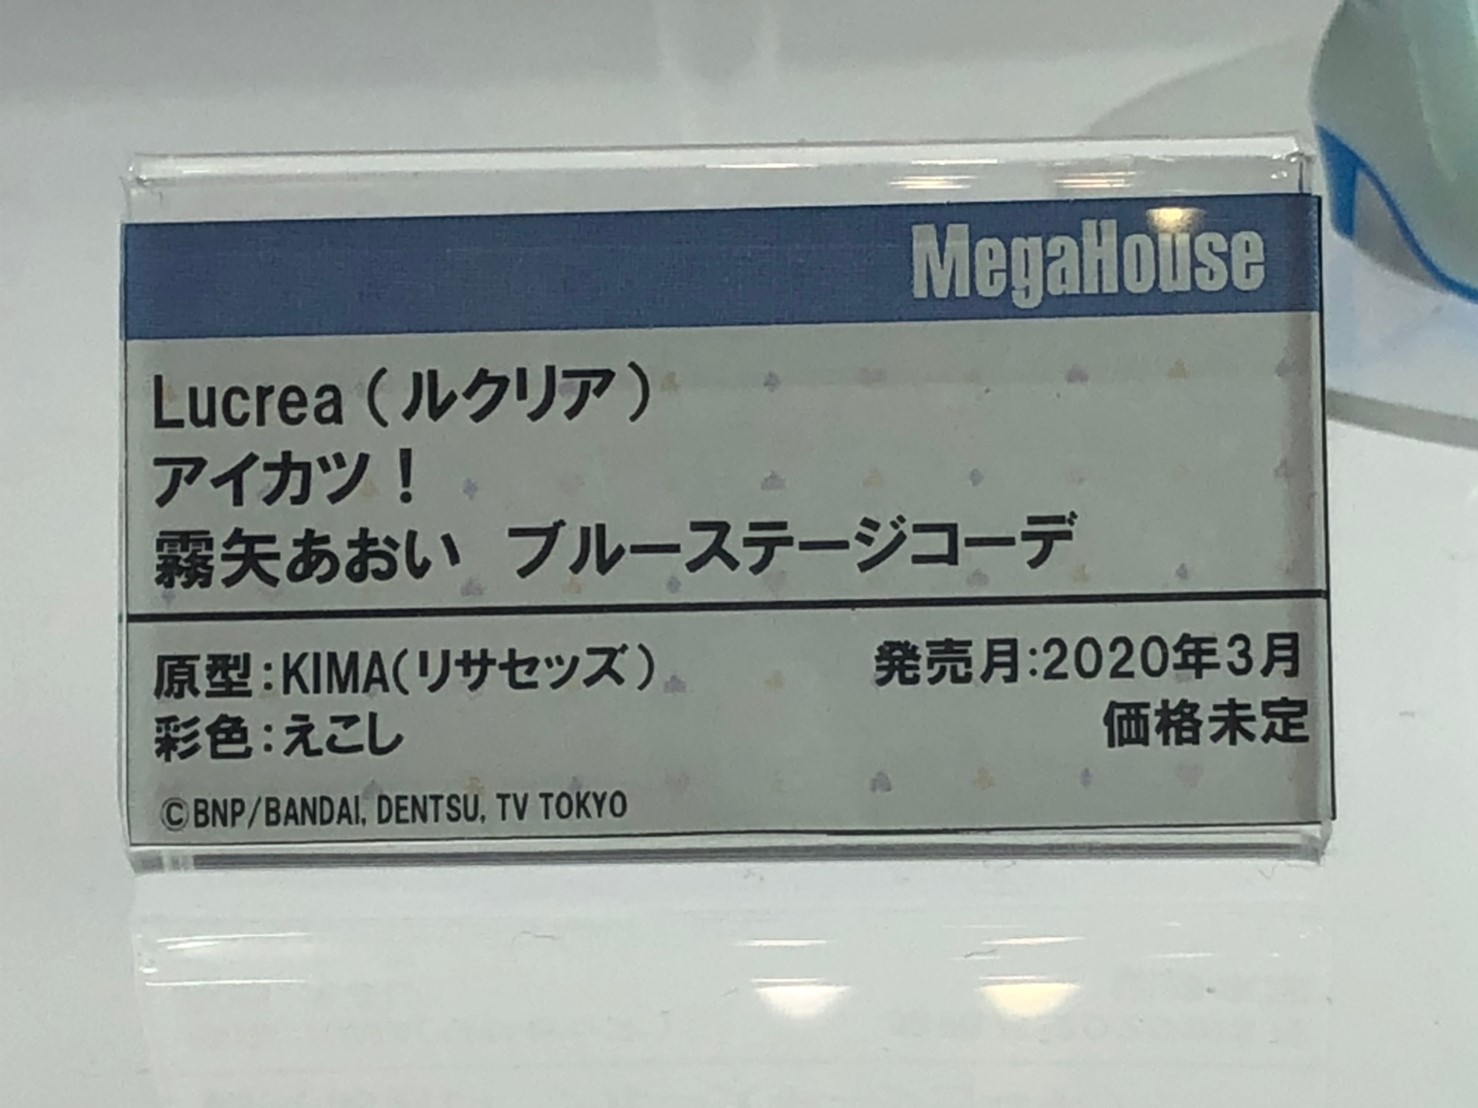 MegaHouse
Lucrea（ルクリア）
アイカツ！
霧矢あおい ブルーステージコーデ
原型：KIMA（リサセッズ）
発売月：2020年3月
彩色：えこし
価格未定
©BNP/BANDAI, DENTSU, TV TOKYO